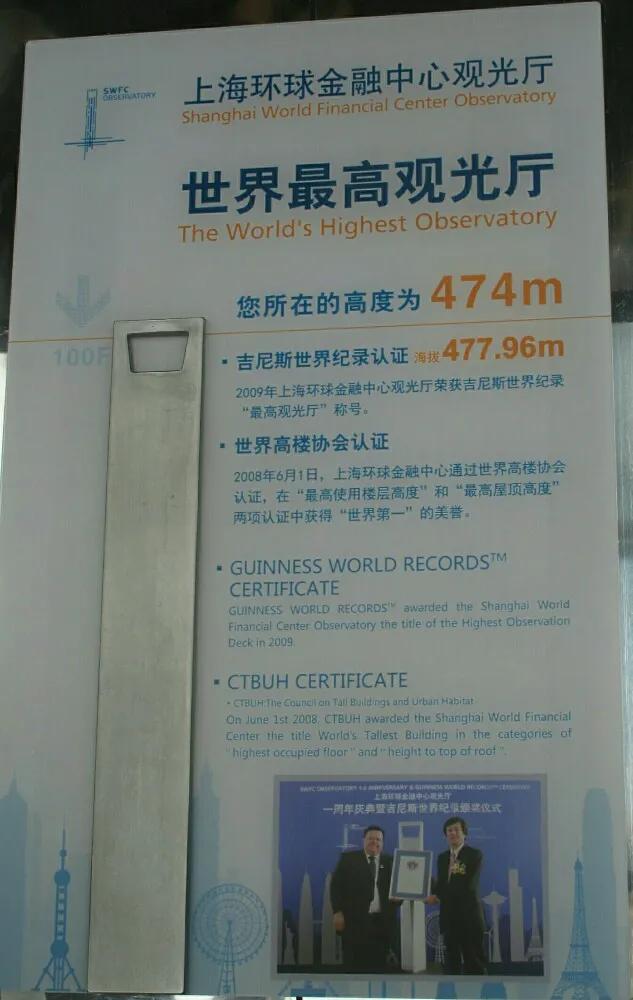 SWFC
OBSERVATORY
上海环球金融中心观光厅
Shanghai World Financial Center Observatory
世界最高观光厅
The World's Highest Observatory
您所在的高度为 474m
100F
▪ 吉尼斯世界纪录认证 海拔477.96m
2009年上海环球金融中心观光厅荣获吉尼斯世界纪录
“最高观光厅”称号。
▪ 世界高楼协会认证
2008年6月1日，上海环球金融中心通过世界高楼协会
认证，在“最高使用楼层高度”和“最高屋顶高度”
两项认证中获得“世界第一”的美誉。
▪ GUINNESS WORLD RECORDS™
CERTIFICATE
GUINNESS WORLD RECORDS™ awarded the Shanghai World
Financial Center Observatory the title of the Highest Observation
Deck in 2009.
▪ CTBUH CERTIFICATE
• CTBUH:The Council on Tall Buildings and Urban Habitat
On June 1st 2008, CTBUH awarded the Shanghai World Financial
Center the title World's Tallest Building in the categories of
“highest occupied floor” and “height to top of roof”.
上海环球金融中心观光厅
一周年庆典暨吉尼斯世界纪录颁奖仪式